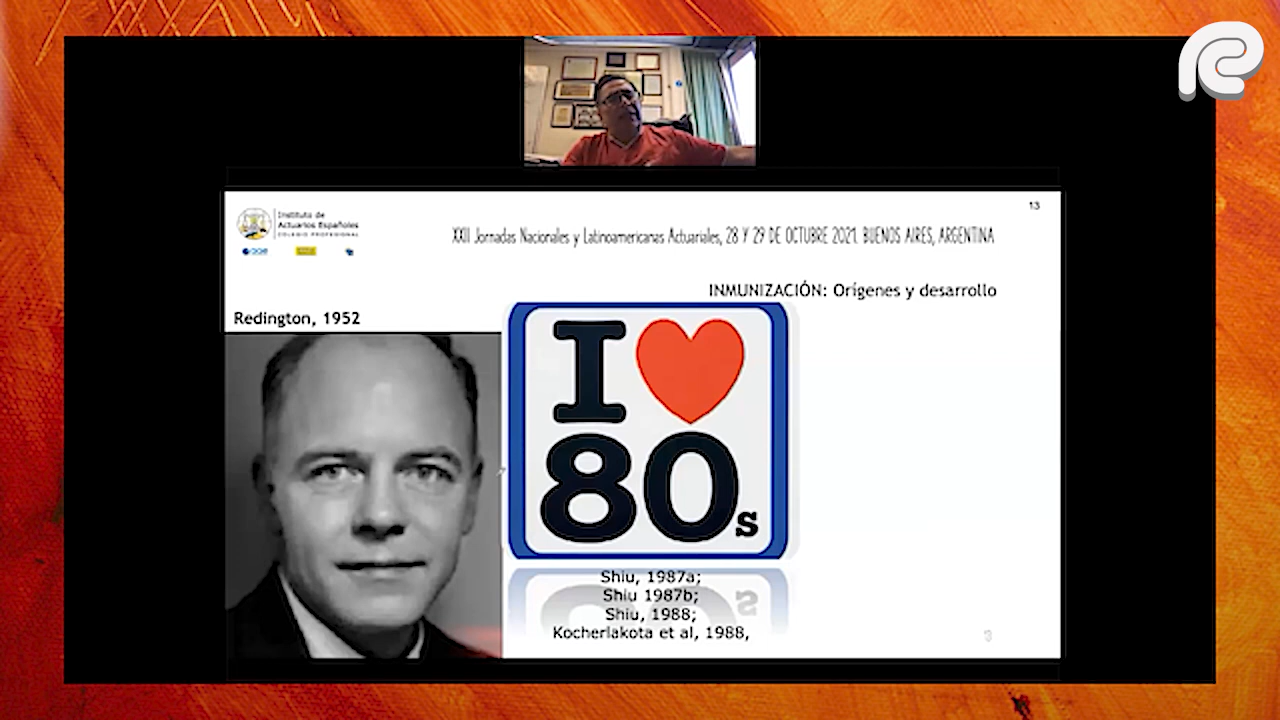 13
Instituto de
Actuarios Españoles
COLEGIO PROFESIONAL
XXII Jornadas Nacionales y Latinoamericanas Actuariales, 28 Y 29 DE OCTUBRE 2021. BUENOS AIRES, ARGENTINA
INMUNIZACIÓN: Orígenes y desarrollo
Redington, 1952
I
80s
Shiu, 1987a;
Shiu 1987b;
Shiu, 1988;
Kocherlakota et al, 1988,